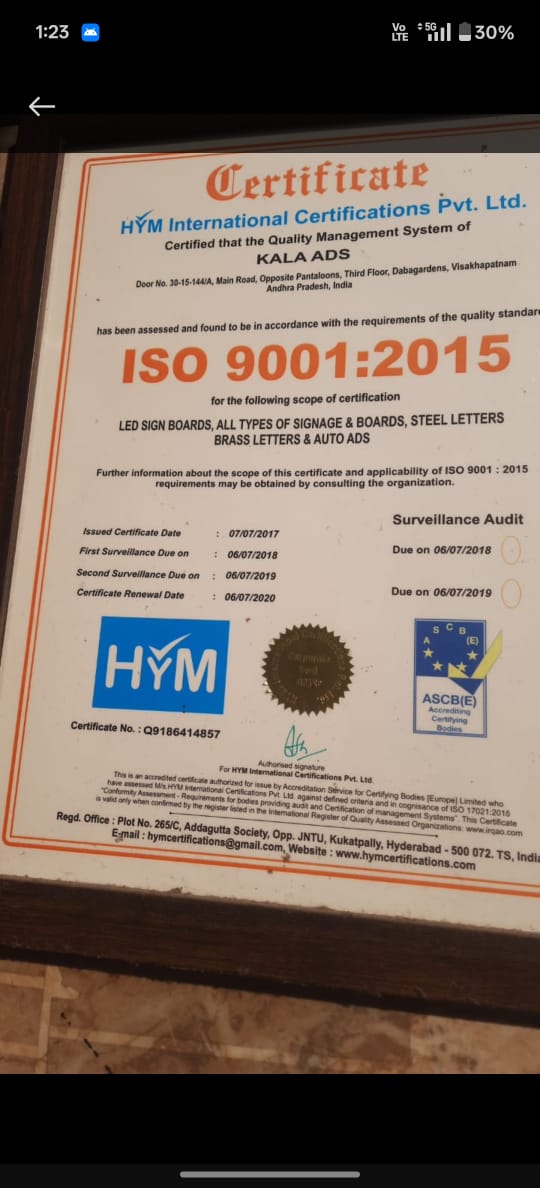 1:23
Vo LTE 5G 30%
Certificate
HYM International Certifications Pvt. Ltd.
Certified that the Quality Management System of
KALA ADS
Door No. 30-15-144/A, Main Road, Opposite Pantaloons, Third Floor, Dabagardens, Visakhapatnam
Andhra Pradesh, India
has been assessed and found to be in accordance with the requirements of the quality standar
ISO 9001:2015
for the following scope of certification
LED SIGN BOARDS, ALL TYPES OF SIGNAGE & BOARDS, STEEL LETTERS
BRASS LETTERS & AUTO ADS
Further information about the scope of this certificate and applicability of ISO 9001 : 2015
requirements may be obtained by consulting the organization.
Surveillance Audit
Issued Certificate Date : 07/07/2017
First Surveillance Due on : 06/07/2018 Due on 06/07/2018
Second Surveillance Due on : 06/07/2019
Certificate Renewal Date : 06/07/2020 Due on 06/07/2019
HYM
A S C B (E)
ASCB(E)
Accrediting
Certifying
Bodies
Certificate No. : Q9186414857
Authorised signature
For HYM International Certifications Pvt. Ltd.
This is an accredited certificate authorized for issue by Accreditation Service for Certifying Bodies [Europe] Limited who
have assessed M/s.HYM International Certifications Pvt. Ltd. against defined criteria and in cognisance of ISO 17021:2015
"Conformity Assessment - Requirements for bodies providing audit and Certification of management Systems". This Certificate
is valid only when confirmed by the register listed in the International Register of Quality Assessed Organizations: www.irqao.com
Regd. Office : Plot No. 265/C, Addagutta Society, Opp. JNTU, Kukatpally, Hyderabad - 500 072. TS, India
E-mail : hymcertifications@gmail.com, Website : www.hymcertifications.com